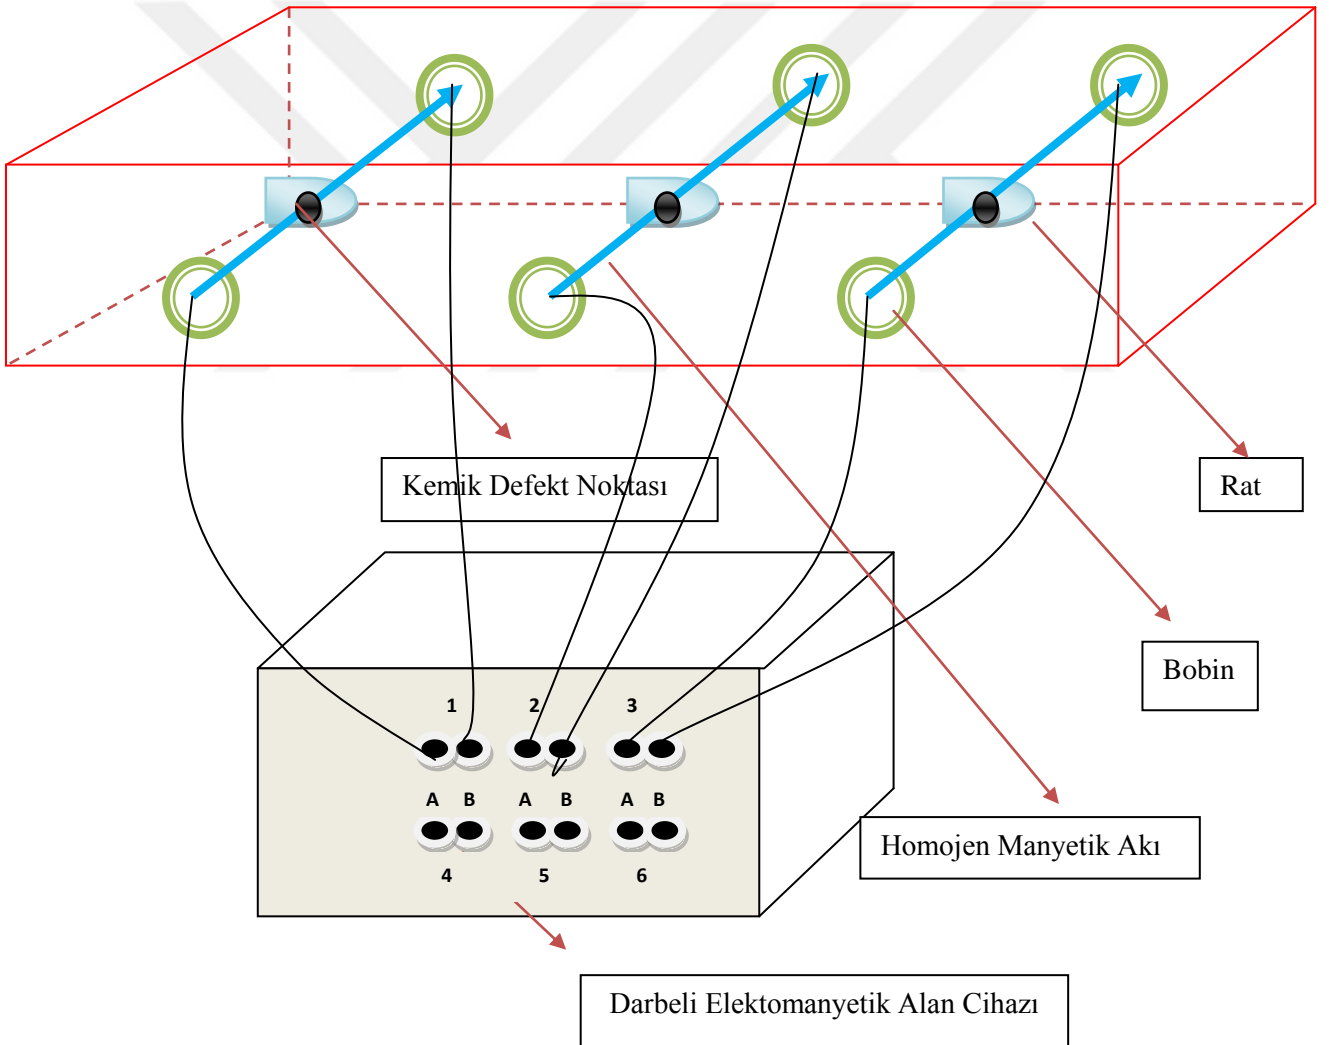 Kemik Defekt Noktası
Rat
Bobin
1 2 3
A B A B A B
Homojen Manyetik Akı
4 5 6
Darbeli Elektomanyetik Alan Cihazı